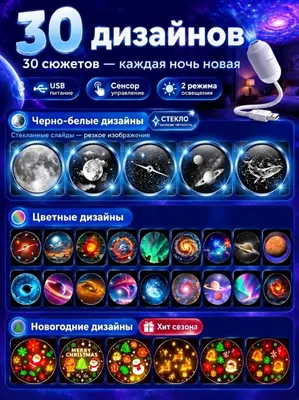 30 дизайнов
30 сюжетов — каждая ночь новая
USB питание
Сенсор управление
2 режима освещения
Черно-белые дизайны
СТЕКЛО
Стеклянные слайды — резкое изображение
Цветные дизайны
Новогодние дизайны
Хит сезона
MERRY
CHRISTMAS